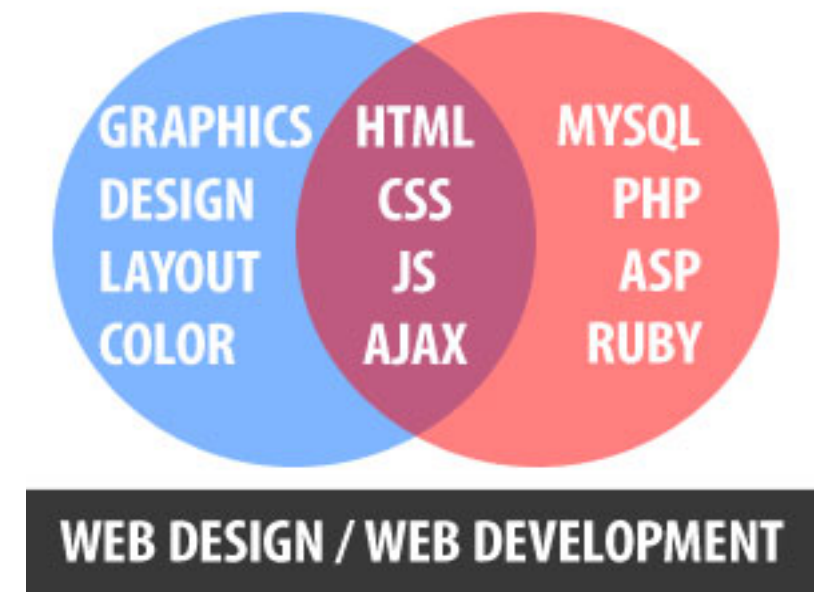 GRAPHICS
DESIGN
LAYOUT
COLOR
HTML
CSS
JS
AJAX
MYSQL
PHP
ASP
RUBY
WEB DESIGN / WEB DEVELOPMENT